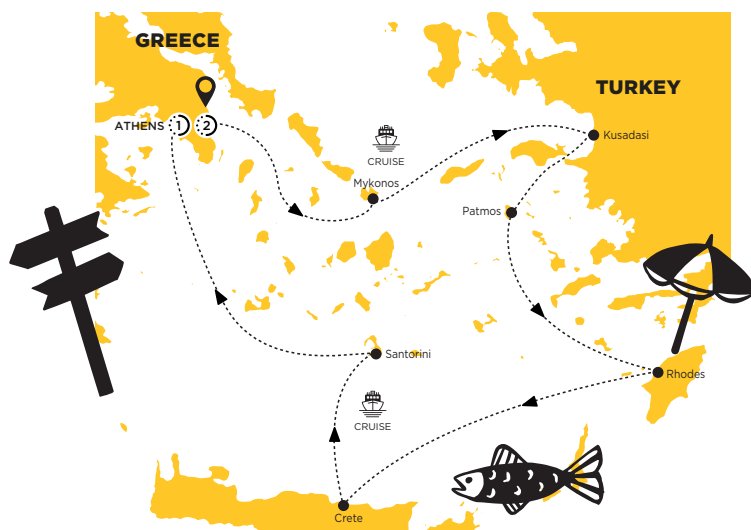 GREECE
TURKEY
ATHENS 1 2
CRUISE
Kusadasi
Mykonos
Patmos
Santorini
Rhodes
CRUISE
Crete